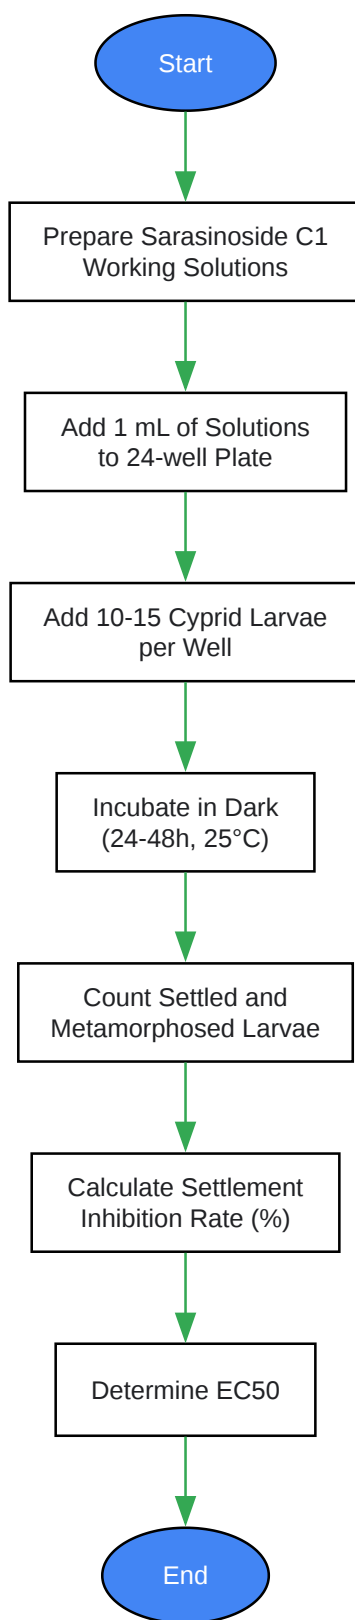 Start
Prepare Sarasinoside C1
Working Solutions
Add 1 mL of Solutions
to 24-well Plate
Add 10-15 Cyprid Larvae
per Well
Incubate in Dark
(24-48h, 25°C)
Count Settled and
Metamorphosed Larvae
Calculate Settlement
Inhibition Rate (%)
Determine EC50
End